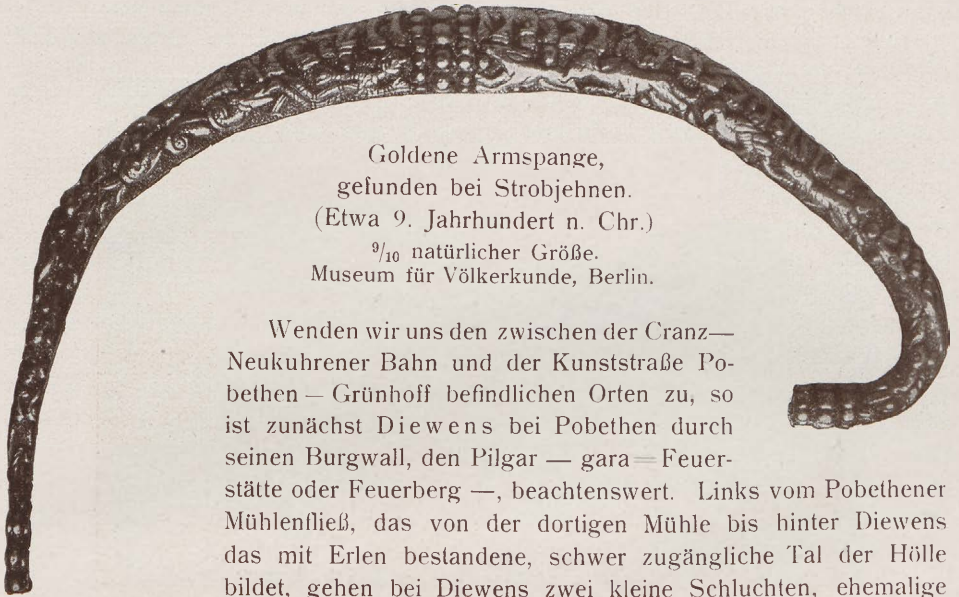 Goldene Armspange,
gefunden bei Strobjehnen.
(Etwa 9. Jahrhundert n. Chr.)
9/10 natürlicher Größe.
Museum für Völkerkunde, Berlin.
Wenden wir uns den zwischen der Cranz—
Neukuhrener Bahn und der Kunststraße Po-
bethen — Grünhoff befindlichen Orten zu, so
ist zunächst Diewens bei Pobethen durch
seinen Burgwall, den Pilgar — gara = Feuer-
stätte oder Feuerberg —, beachtenswert. Links vom Pobethener
Mühlenfließ, das von der dortigen Mühle bis hinter Diewens
das mit Erlen bestandene, schwer zugängliche Tal der Hölle
bildet, gehen bei Diewens zwei kleine Schluchten, ehemalige